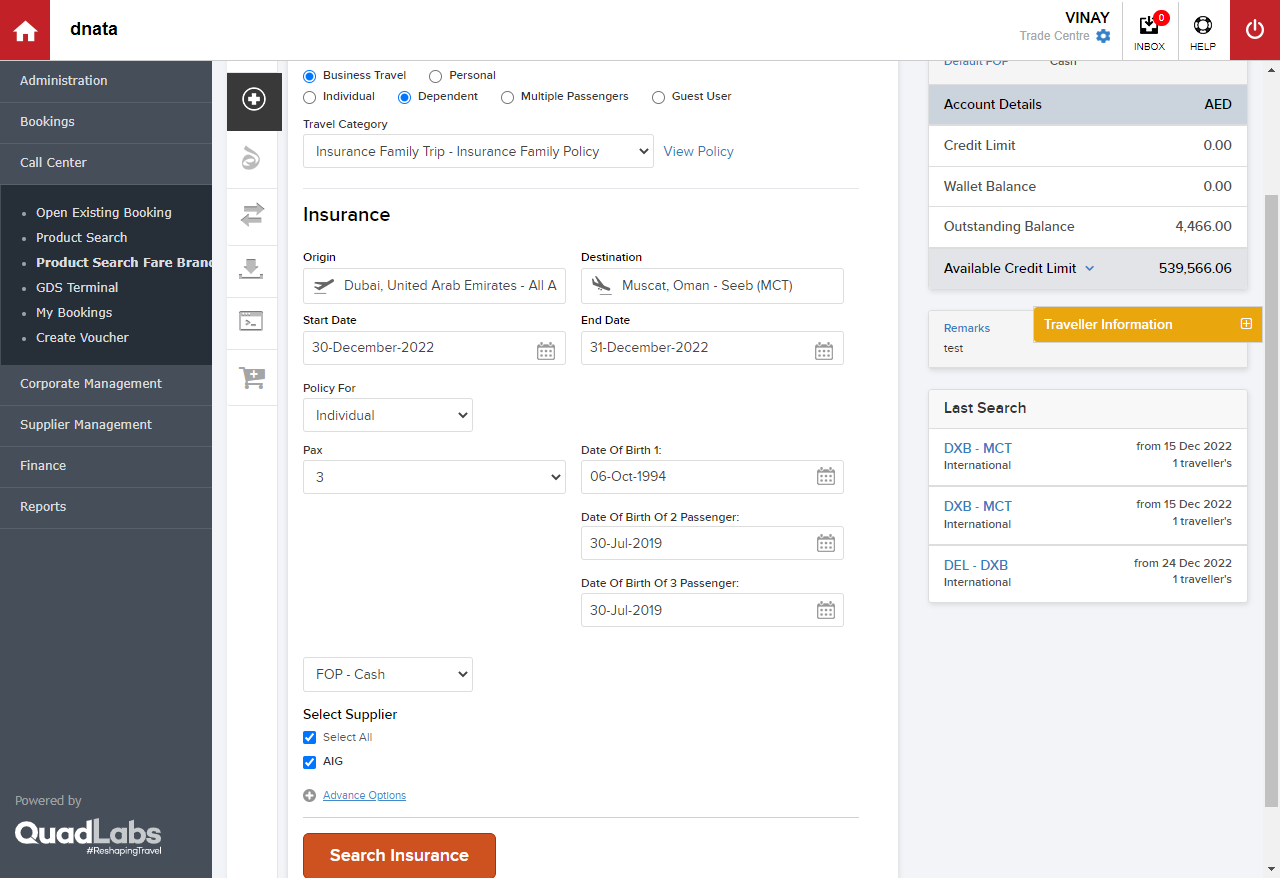 dnata
VINAY
Trade Centre
0
INBOX
HELP
Administration
Bookings
Call Center
Open Existing Booking
Product Search
Product Search Fare Bran
GDS Terminal
My Bookings
Create Voucher
Corporate Management
Supplier Management
Finance
Reports
Powered by
QuadLabs
#ReshapingTravel
Business Travel
Personal
Individual
Dependent
Multiple Passengers
Guest User
Travel Category
Insurance Family Trip - Insurance Family Policy
View Policy
Insurance
Origin
Destination
Dubai, United Arab Emirates - All A
Muscat, Oman - Seeb (MCT)
Start Date
End Date
30-December-2022
31-December-2022
Policy For
Individual
Pax
Date Of Birth 1:
3
06-Oct-1994
Date Of Birth Of 2 Passenger:
30-Jul-2019
Date Of Birth Of 3 Passenger:
30-Jul-2019
FOP - Cash
Select Supplier
Select All
AIG
Advance Options
Search Insurance
Default FOP
Cash
Account Details
AED
Credit Limit
0.00
Wallet Balance
0.00
Outstanding Balance
4,466.00
Available Credit Limit
539,566.06
Remarks
test
Traveller Information
Last Search
DXB - MCT
from 15 Dec 2022
International
1 traveller's
DXB - MCT
from 15 Dec 2022
International
1 traveller's
DEL - DXB
from 24 Dec 2022
International
1 traveller's